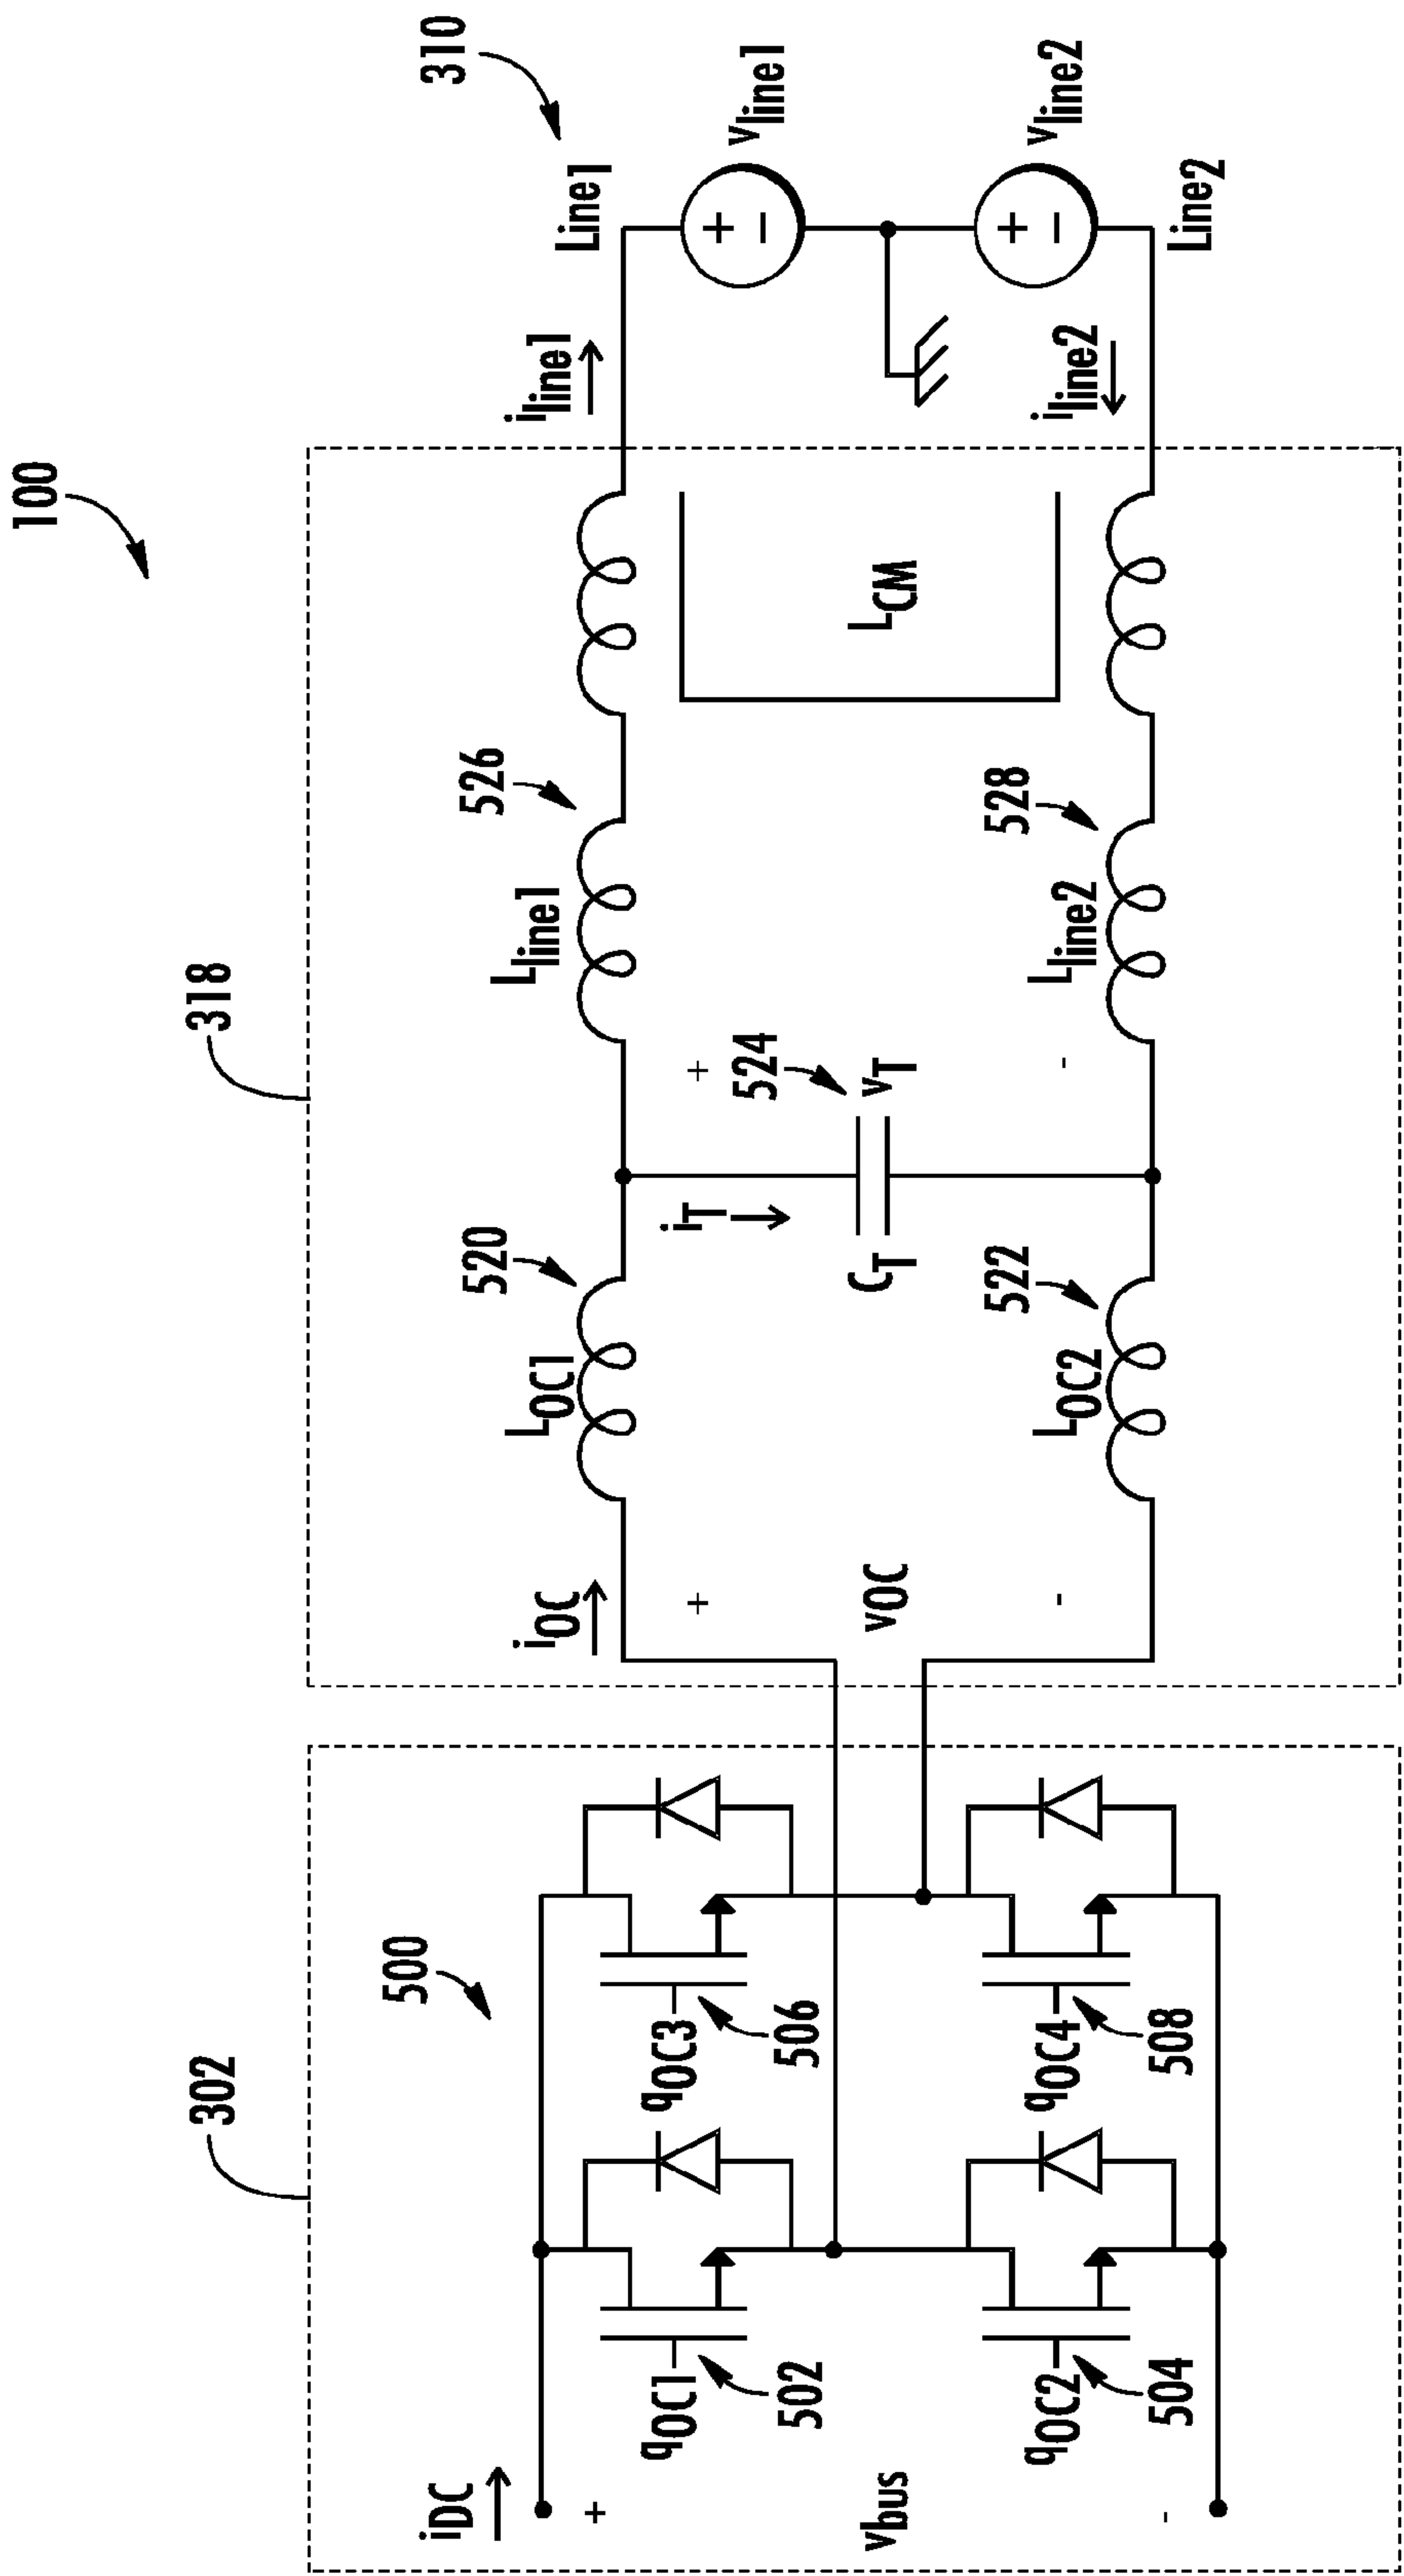 100
302
318
310
500
iDC
+
vbus
-
qOC1
502
qOC2
504
qOC3
506
qOC4
508
iOC
+
vOC
-
LOC1
520
LOC2
522
iT
CT
524
+
vT
-
Lline1
526
Lline2
528
LCM
iline1
iline2
Line1
Line2
+
-
vline1
+
-
vline2